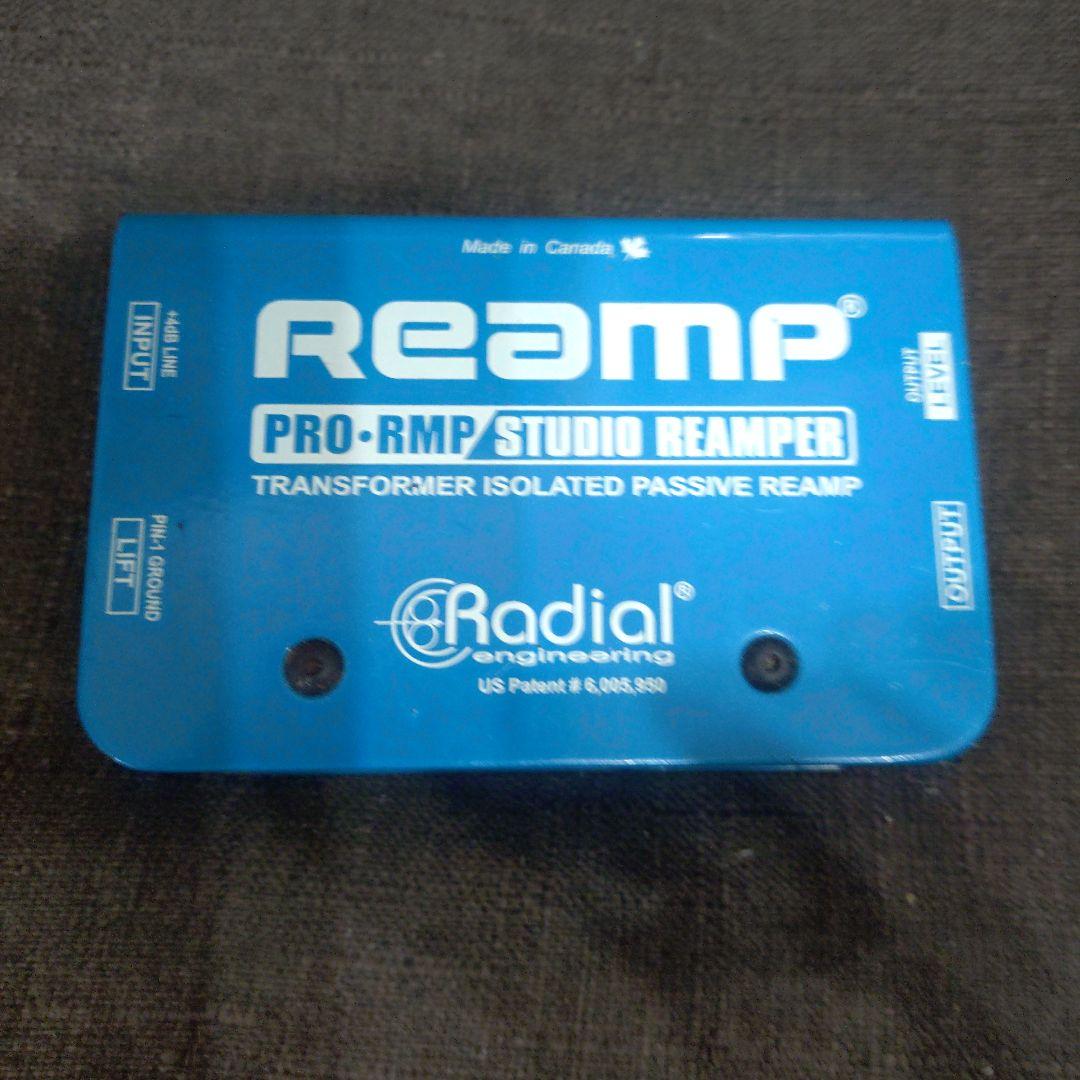 Made in Canada
REAMP®
PRO•RMP/STUDIO REAMPER
TRANSFORMER ISOLATED PASSIVE REAMP
+4dB LINE
INPUT
PIN-1 GROUND
LIFT
OUTPUT
LEVEL
OUTPUT
Radial®
engineering
US Patent # 6,005,950